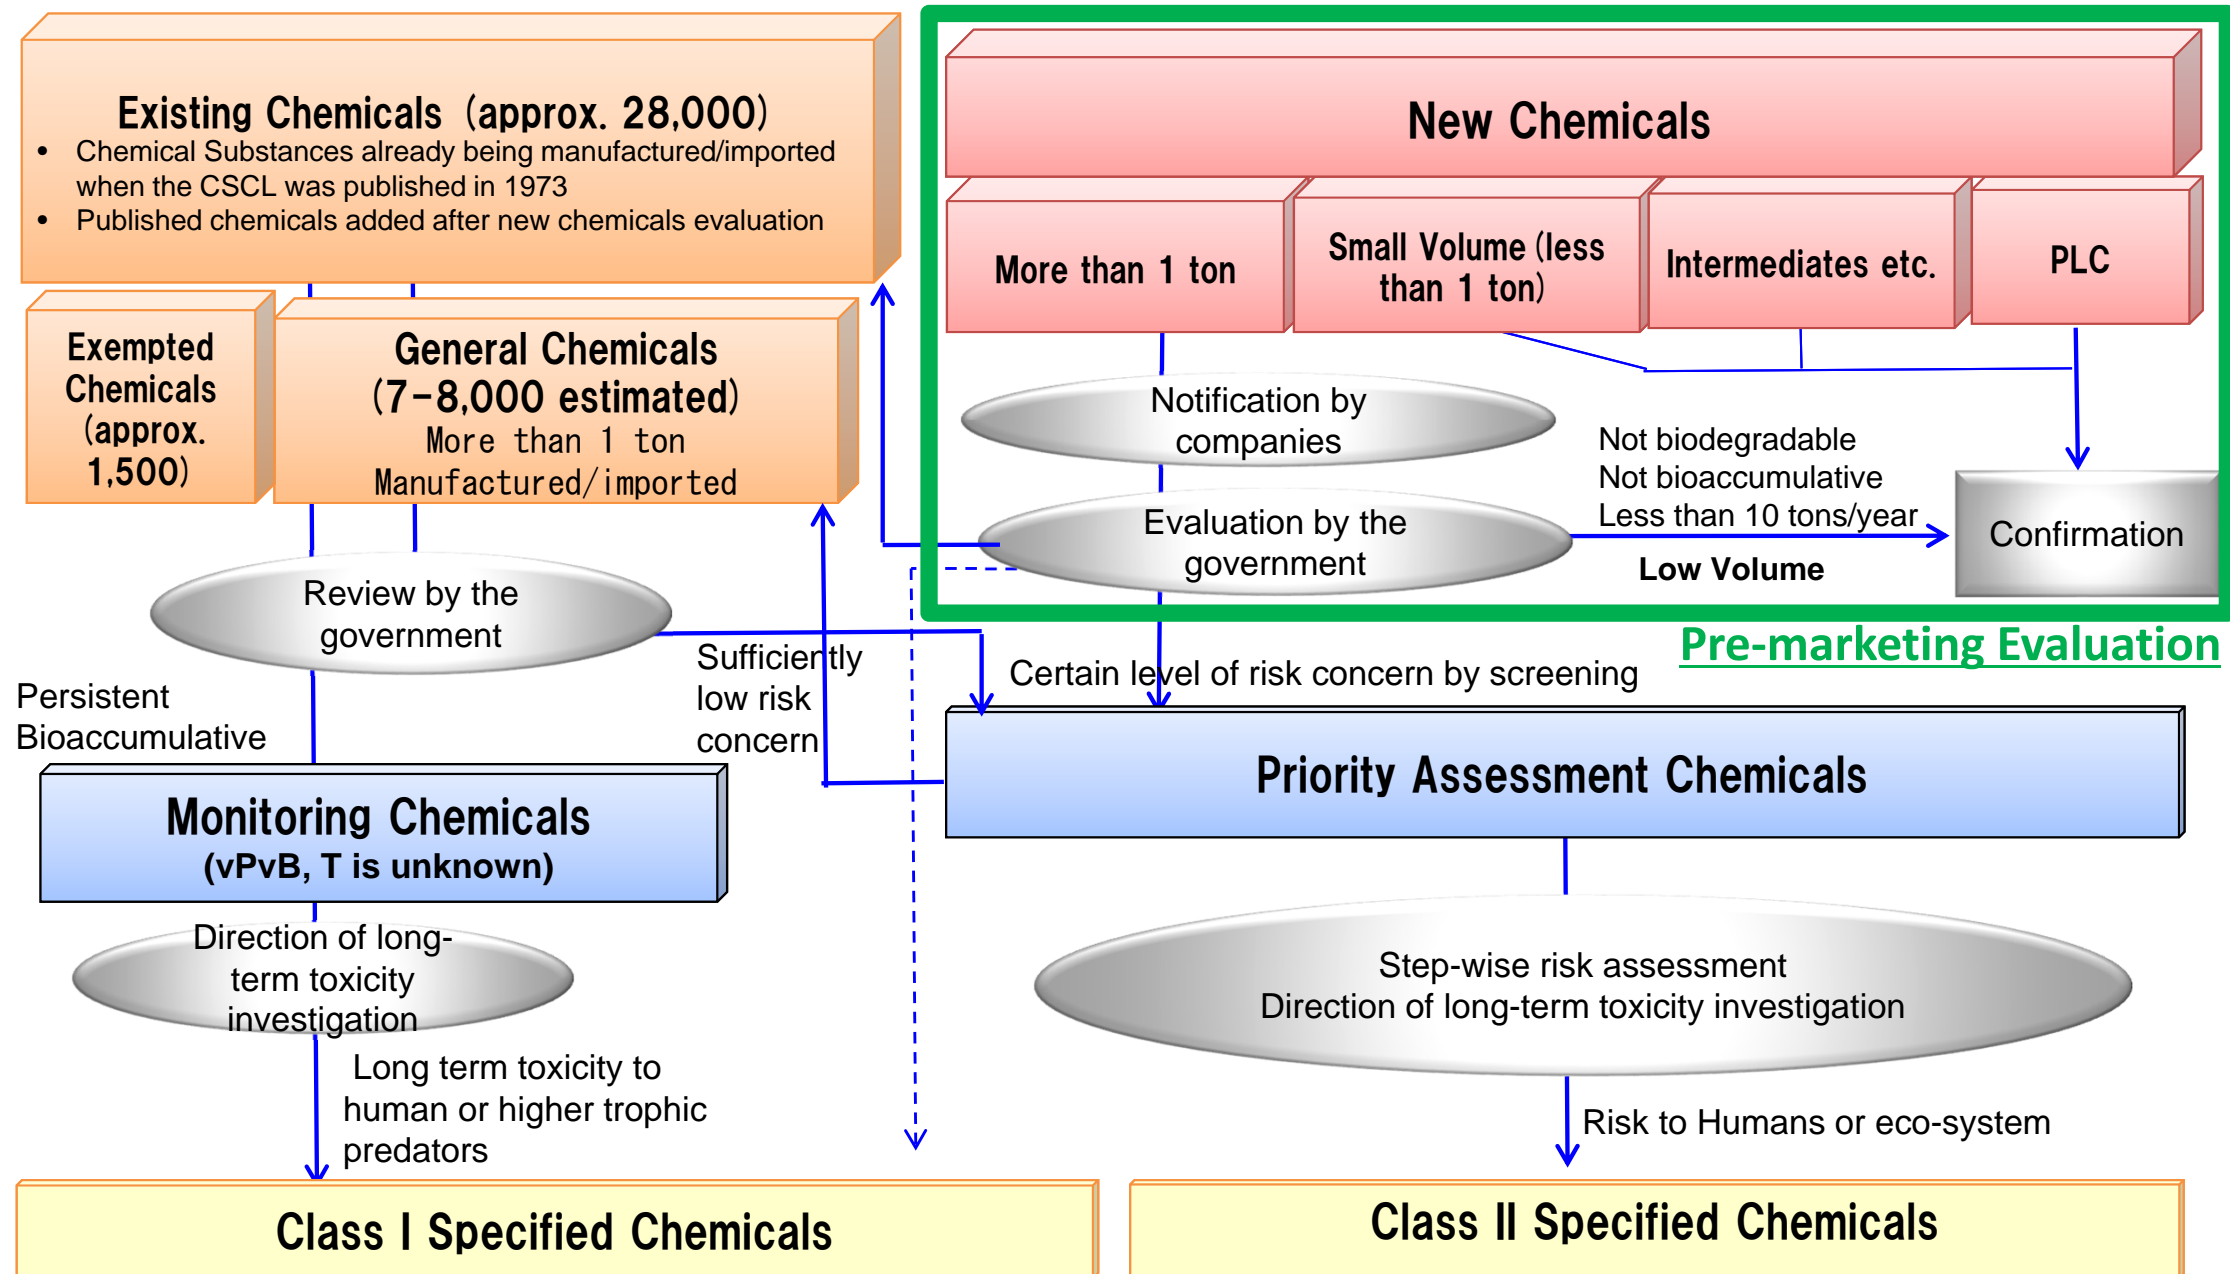 Existing Chemicals (approx. 28,000)
• Chemical Substances already being manufactured/imported
when the CSCL was published in 1973
• Published chemicals added after new chemicals evaluation
New Chemicals
More than 1 ton
Small Volume (less
than 1 ton)
Intermediates etc.
PLC
Exempted
Chemicals
(approx.
1,500)
General Chemicals
(7-8,000 estimated)
More than 1 ton
Manufactured/imported
Notification by
companies
Evaluation by the
government
Not biodegradable
Not bioaccumulative
Less than 10 tons/year
Low Volume
Confirmation
Pre-marketing Evaluation
Review by the
government
Persistent
Bioaccumulative
Sufficiently
low risk
concern
Certain level of risk concern by screening
Priority Assessment Chemicals
Monitoring Chemicals
(vPvB, T is unknown)
Direction of long-
term toxicity
investigation
Step-wise risk assessment
Direction of long-term toxicity investigation
Long term toxicity to
human or higher trophic
predators
Risk to Humans or eco-system
Class I Specified Chemicals
Class II Specified Chemicals